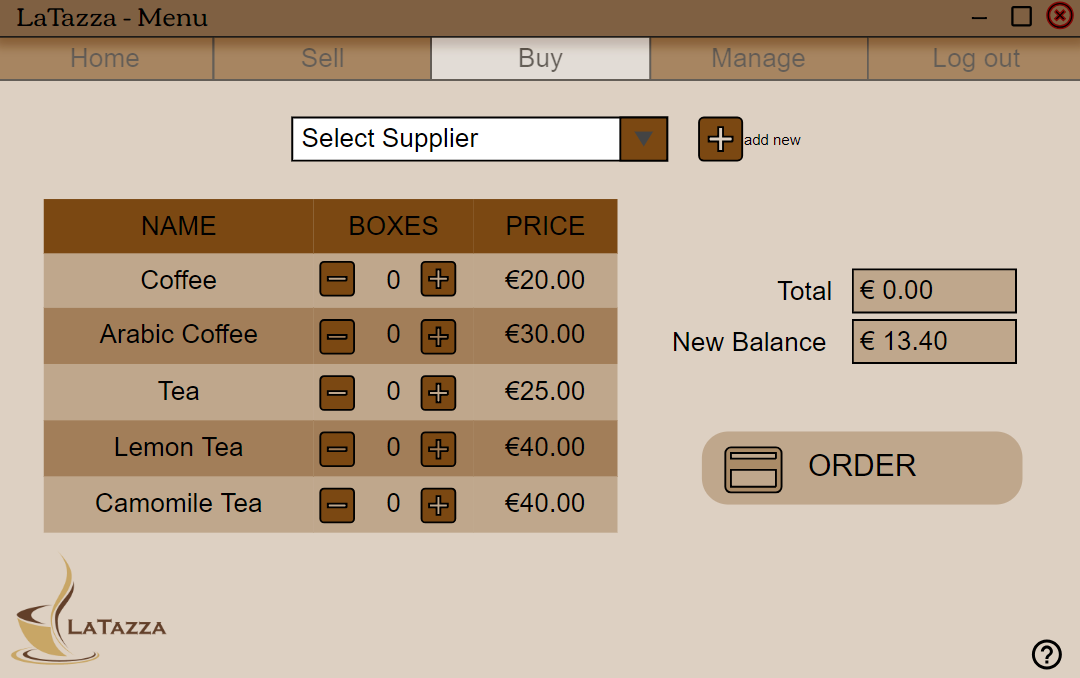 LaTazza - Menu
Home Sell Buy Manage Log out
Select Supplier
add new
NAME BOXES PRICE
Coffee 0 €20.00
Arabic Coffee 0 €30.00
Tea 0 €25.00
Lemon Tea 0 €40.00
Camomile Tea 0 €40.00
Total € 0.00
New Balance € 13.40
ORDER
LATAZZA
?